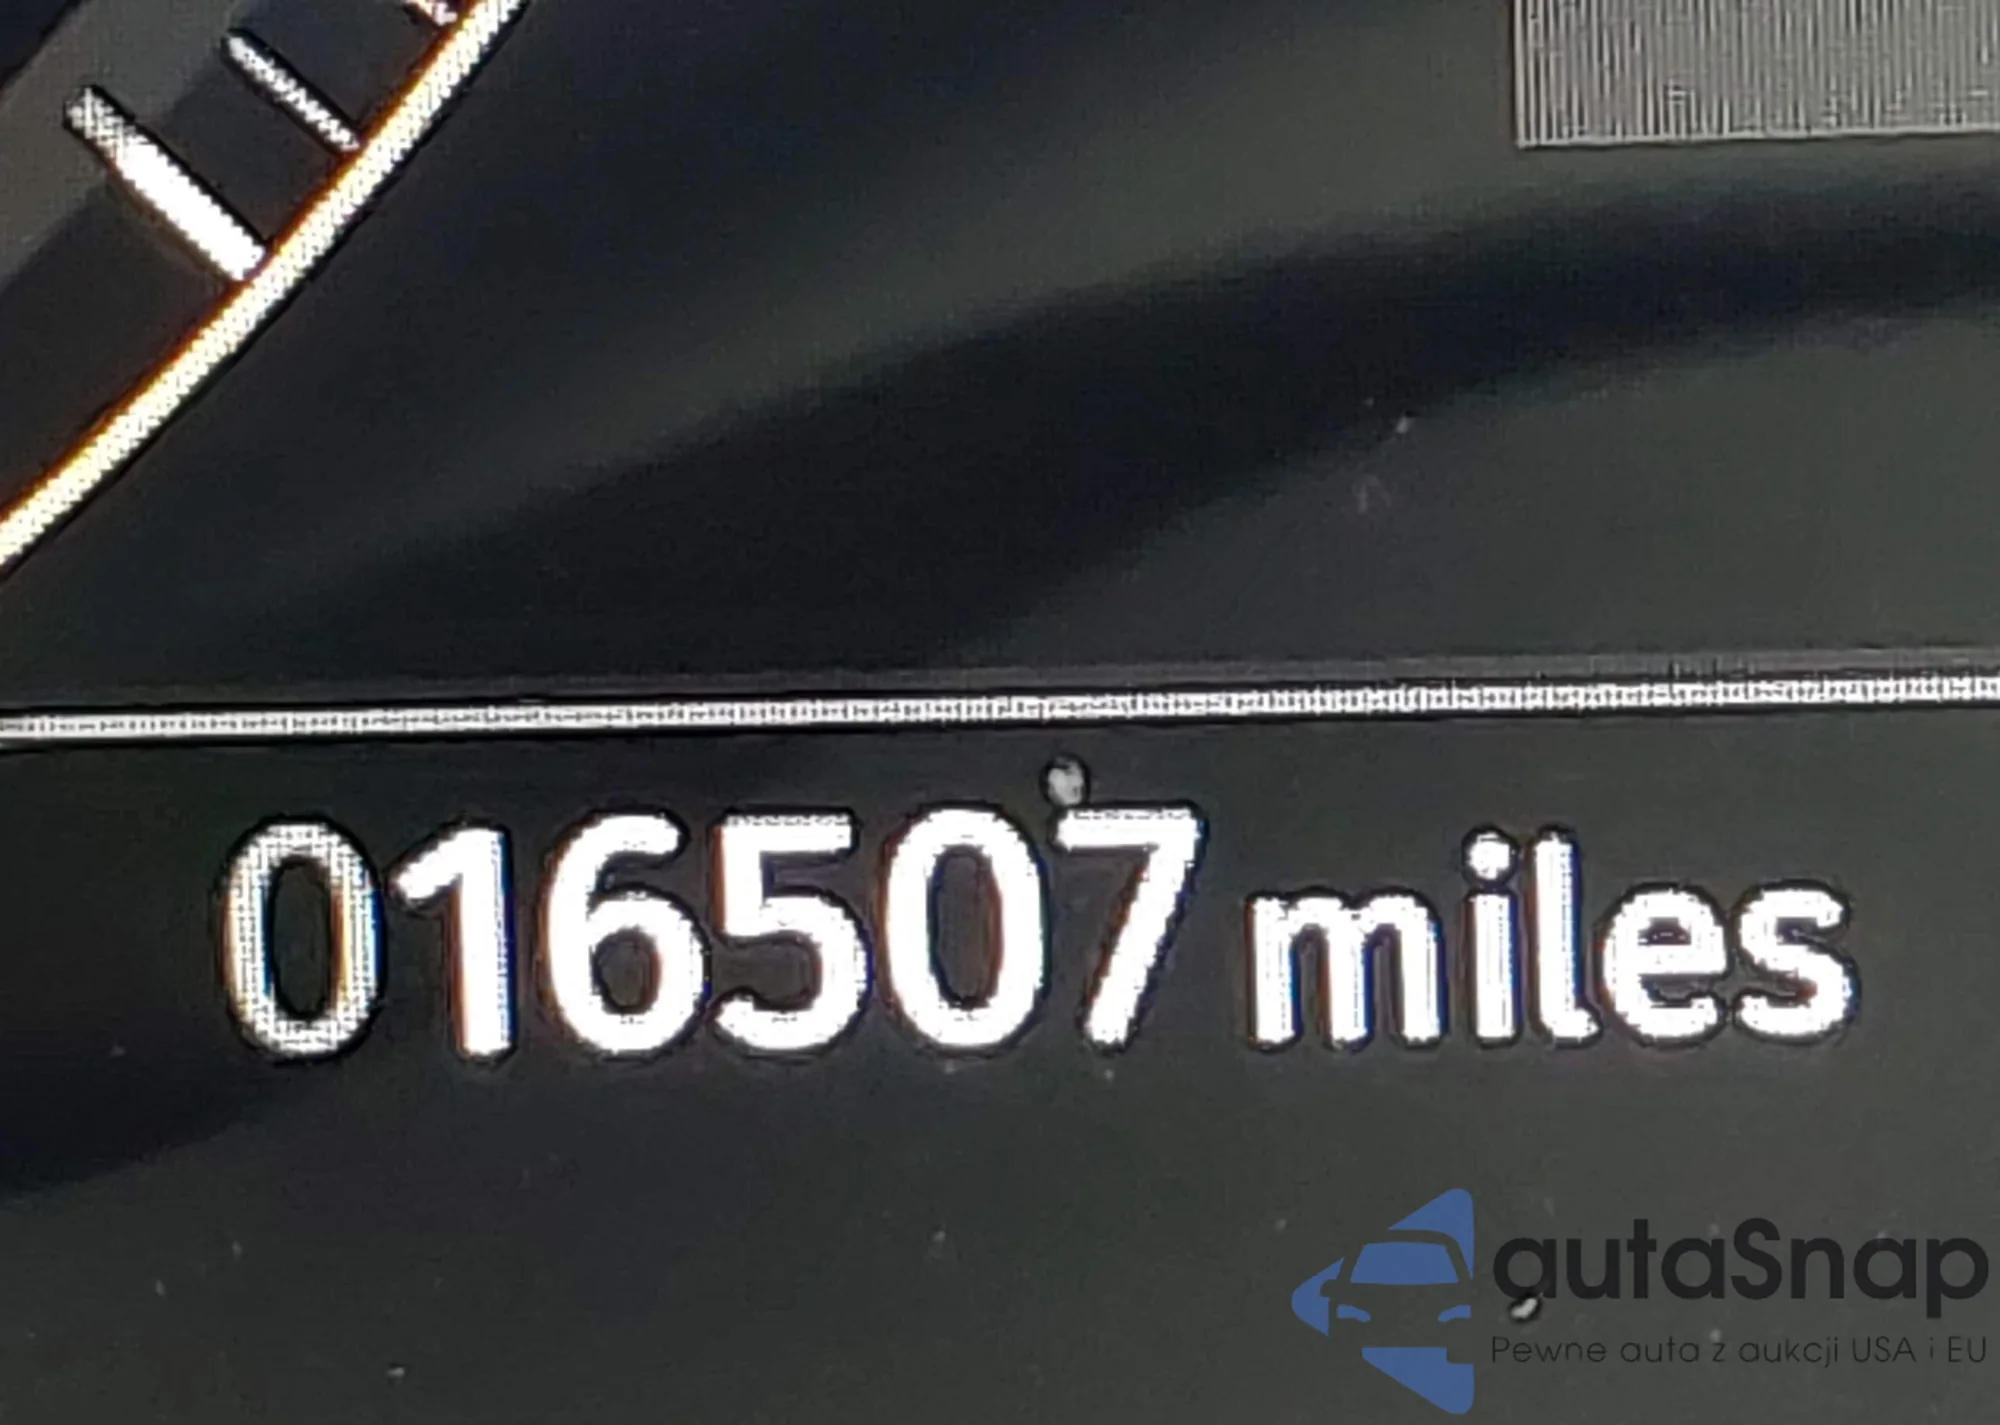 016507 miles
autaSnap
Pewne auta z aukcji USA i EU